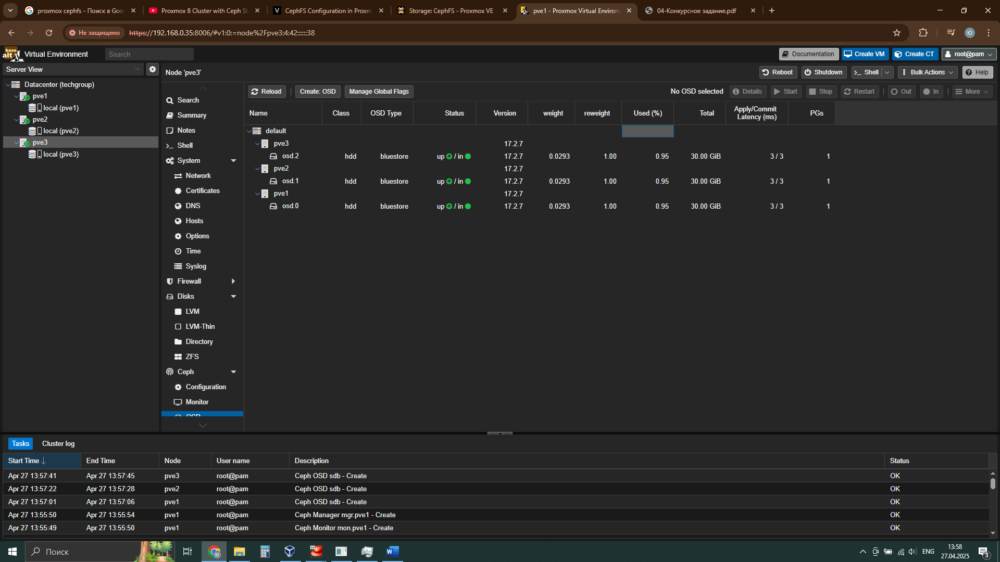 proxmox cephfs - Поиск в Goo
Proxmox 8 Cluster with Ceph St
CephFS Configuration in Proxm
Storage: CephFS - Proxmox VE
pve1 - Proxmox Virtual Environ
04-Конкурсное задание.pdf
Не защищено
https://192.168.0.35:8006/#v1:0:=node%2Fpve3:4:42::::::38
Ю
base alt
Virtual Environment
Search
Documentation
Create VM
Create CT
root@pam
Server View
Node 'pve3'
Reboot
Shutdown
Shell
Bulk Actions
Help
Datacenter (techgroup)
pve1
local (pve1)
pve2
local (pve2)
pve3
local (pve3)
Search
Summary
Notes
Shell
System
Network
Certificates
DNS
Hosts
Options
Time
Syslog
Firewall
Disks
LVM
LVM-Thin
Directory
ZFS
Ceph
Configuration
Monitor
OSD
Reload
Create: OSD
Manage Global Flags
No OSD selected
Details
Start
Stop
Restart
Out
In
More
Name Class OSD Type Status Version weight reweight Used (%) Total Apply/Commit Latency (ms) PGs
default
pve3 17.2.7
osd.2 hdd bluestore up / in 17.2.7 0.0293 1.00 0.95 30.00 GiB 3 / 3 1
pve2 17.2.7
osd.1 hdd bluestore up / in 17.2.7 0.0293 1.00 0.95 30.00 GiB 3 / 3 1
pve1 17.2.7
osd.0 hdd bluestore up / in 17.2.7 0.0293 1.00 0.95 30.00 GiB 3 / 3 1
Tasks
Cluster log
Start Time End Time Node User name Description Status
Apr 27 13:57:41 Apr 27 13:57:45 pve3 root@pam Ceph OSD sdb - Create OK
Apr 27 13:57:22 Apr 27 13:57:28 pve2 root@pam Ceph OSD sdb - Create OK
Apr 27 13:57:01 Apr 27 13:57:06 pve1 root@pam Ceph OSD sdb - Create OK
Apr 27 13:55:50 Apr 27 13:55:54 pve1 root@pam Ceph Manager mgr.pve1 - Create OK
Apr 27 13:55:49 Apr 27 13:55:50 pve1 root@pam Ceph Monitor mon.pve1 - Create OK
Поиск
ENG
13:58
27.04.2025
3